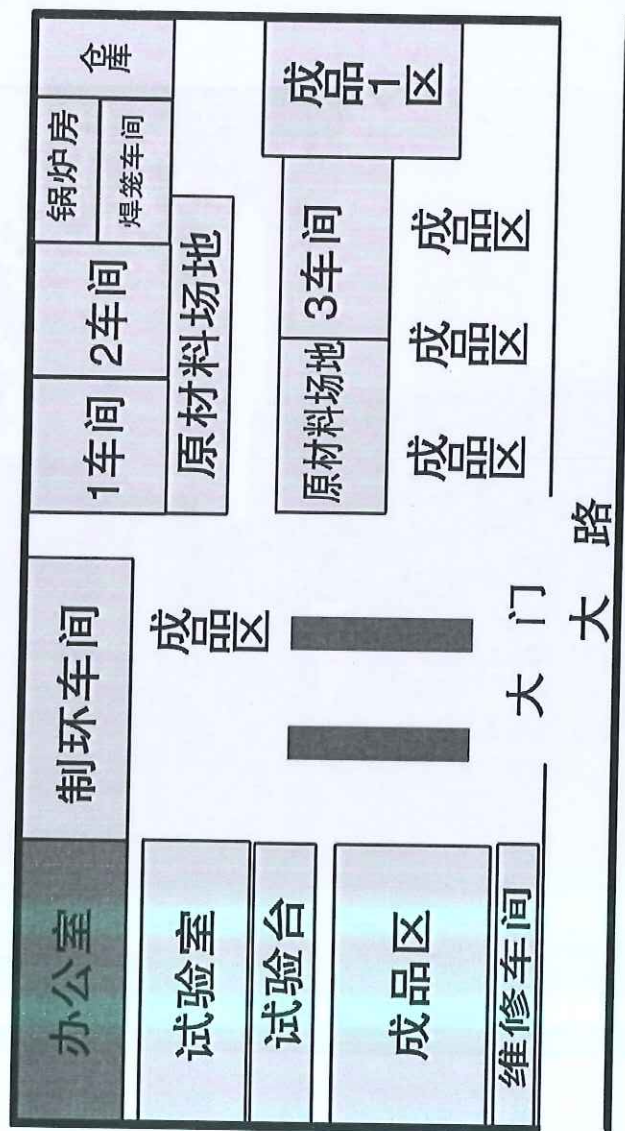 办公室
制环车间
1车间
2车间
锅炉房
焊笼车间
仓库
原材料场地
试验室
试验台
成品区
维修车间
成品区
原材料场地
3车间
成品1区
成品区
成品区
成品区
大门
大路